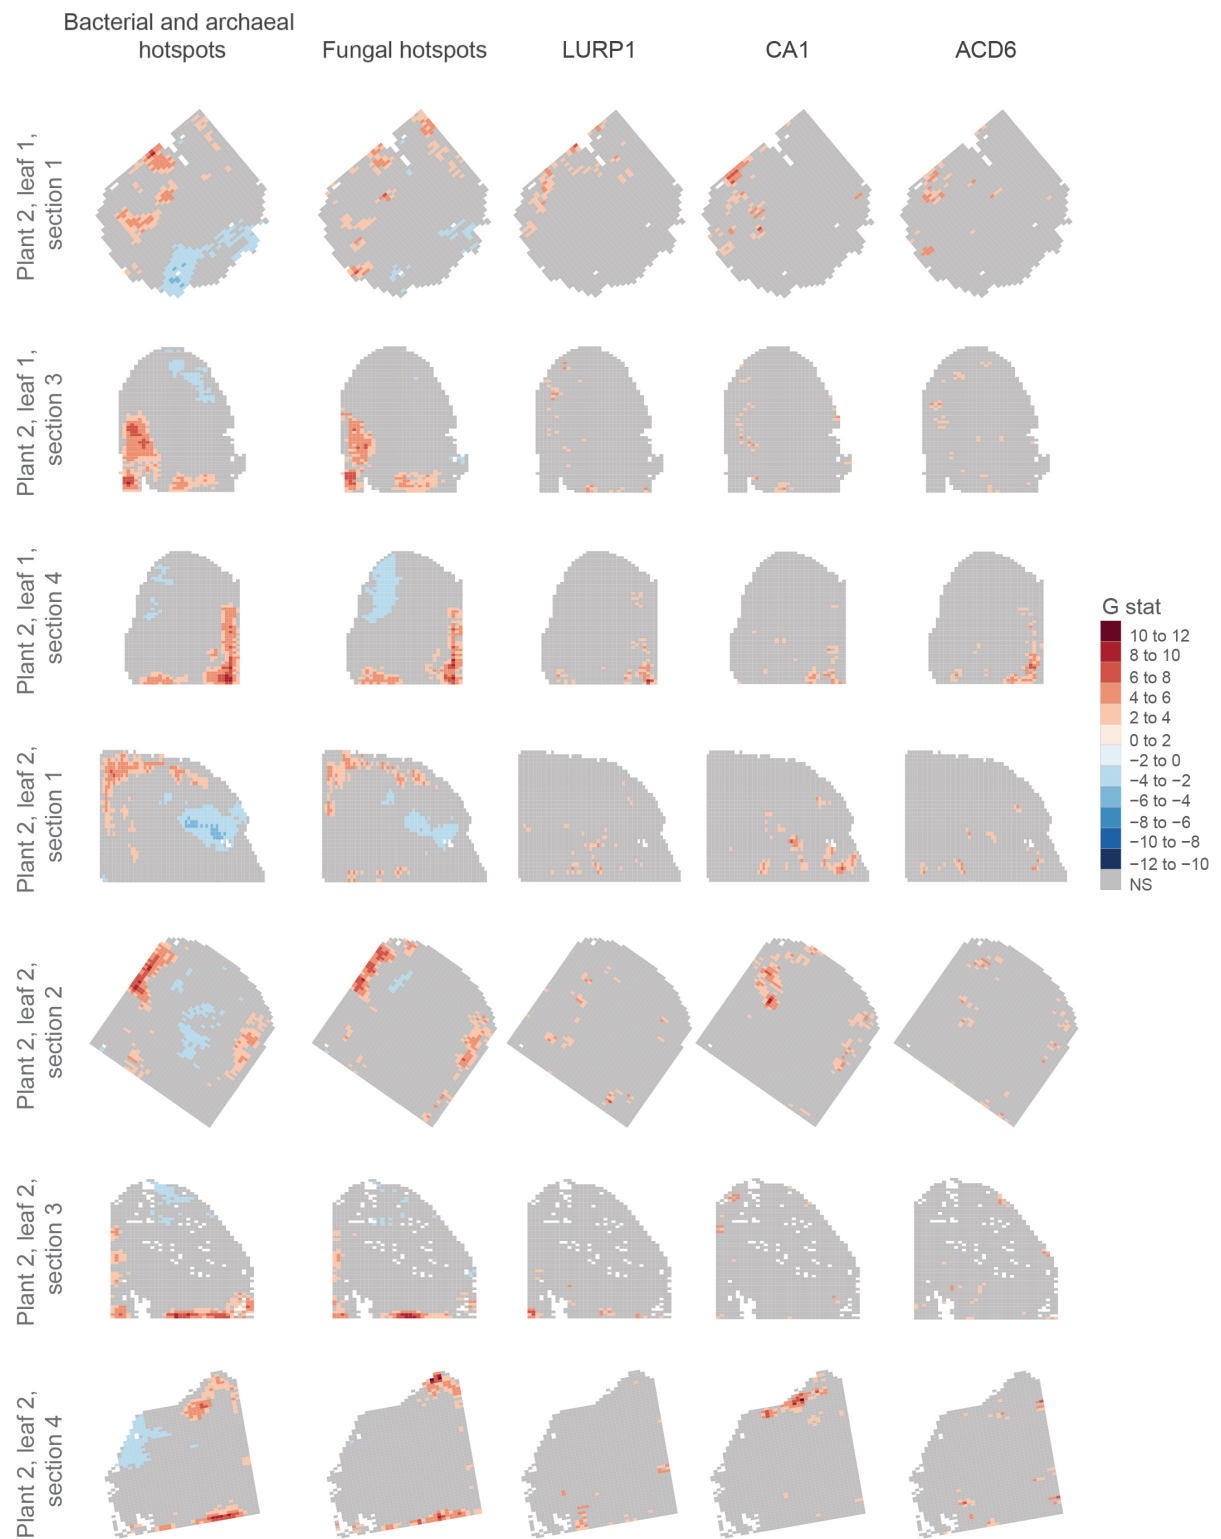 Bacterial and archaeal
hotspots
Fungal hotspots
LURP1
CA1
ACD6
Plant 2, leaf 1,
section 1
Plant 2, leaf 1,
section 3
Plant 2, leaf 1,
section 4
Plant 2, leaf 2,
section 1
Plant 2, leaf 2,
section 2
Plant 2, leaf 2,
section 3
Plant 2, leaf 2,
section 4
G stat
10 to 12
8 to 10
6 to 8
4 to 6
2 to 4
0 to 2
−2 to 0
−4 to −2
−6 to −4
−8 to −6
−10 to −8
−12 to −10
NS